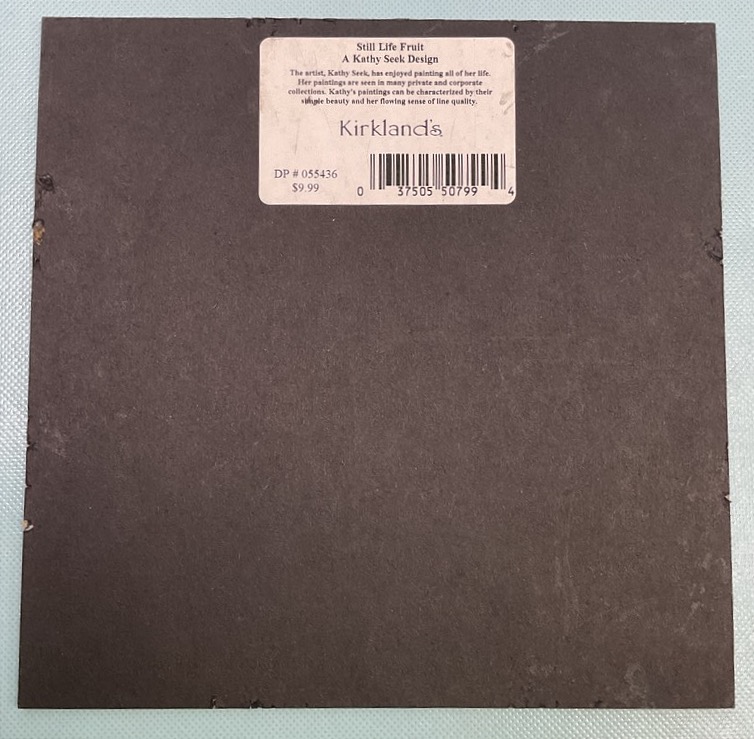 Still Life Fruit
A Kathy Seek Design
The artist, Kathy Seek, has enjoyed painting all of her life.
Her paintings are seen in many private and corporate
collections. Kathy's paintings can be characterized by their
simple beauty and her flowing sense of line quality.
Kirkland's
DP # 055436
$9.99
0 37505 50799 4